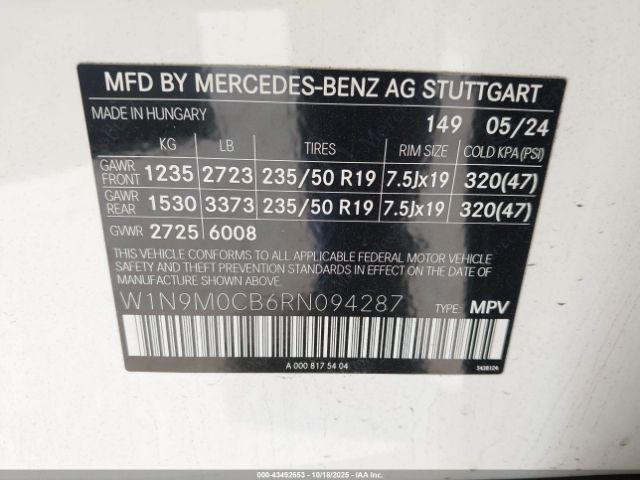 MFD BY MERCEDES-BENZ AG STUTTGART
MADE IN HUNGARY 149 05/24
KG LB TIRES RIM SIZE COLD KPA(PSI)
GAWR FRONT 1235 2723 235/50 R19 7.5Jx19 320(47)
GAWR REAR 1530 3373 235/50 R19 7.5Jx19 320(47)
GVWR 2725 6008
THIS VEHICLE CONFORMS TO ALL APPLICABLE FEDERAL MOTOR VEHICLE
SAFETY AND THEFT PREVENTION STANDARDS IN EFFECT ON THE DATE OF
MANUFACTURE SHOWN ABOVE.
W1N9M0CB6RN094287 TYPE: MPV
A 000 817 54 04 3428124
000-43492653 | 10/18/2025 | IAA Inc.